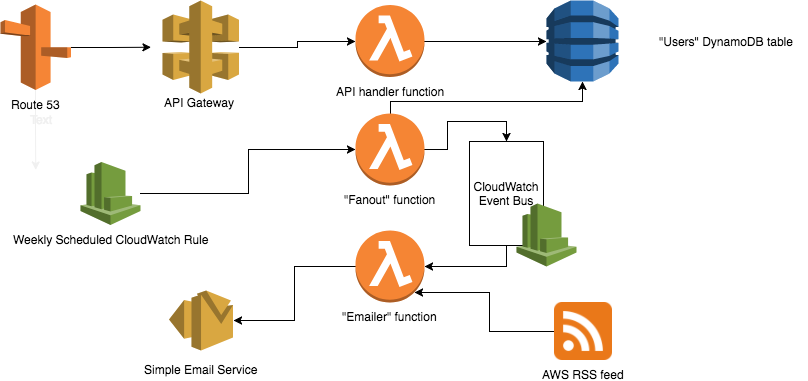 "Users" DynamoDB table
Route 53
API Gateway
API handler function
Text
CloudWatch
Event Bus
"Fanout" function
Weekly Scheduled CloudWatch Rule
"Emailer" function
Simple Email Service
AWS RSS feed